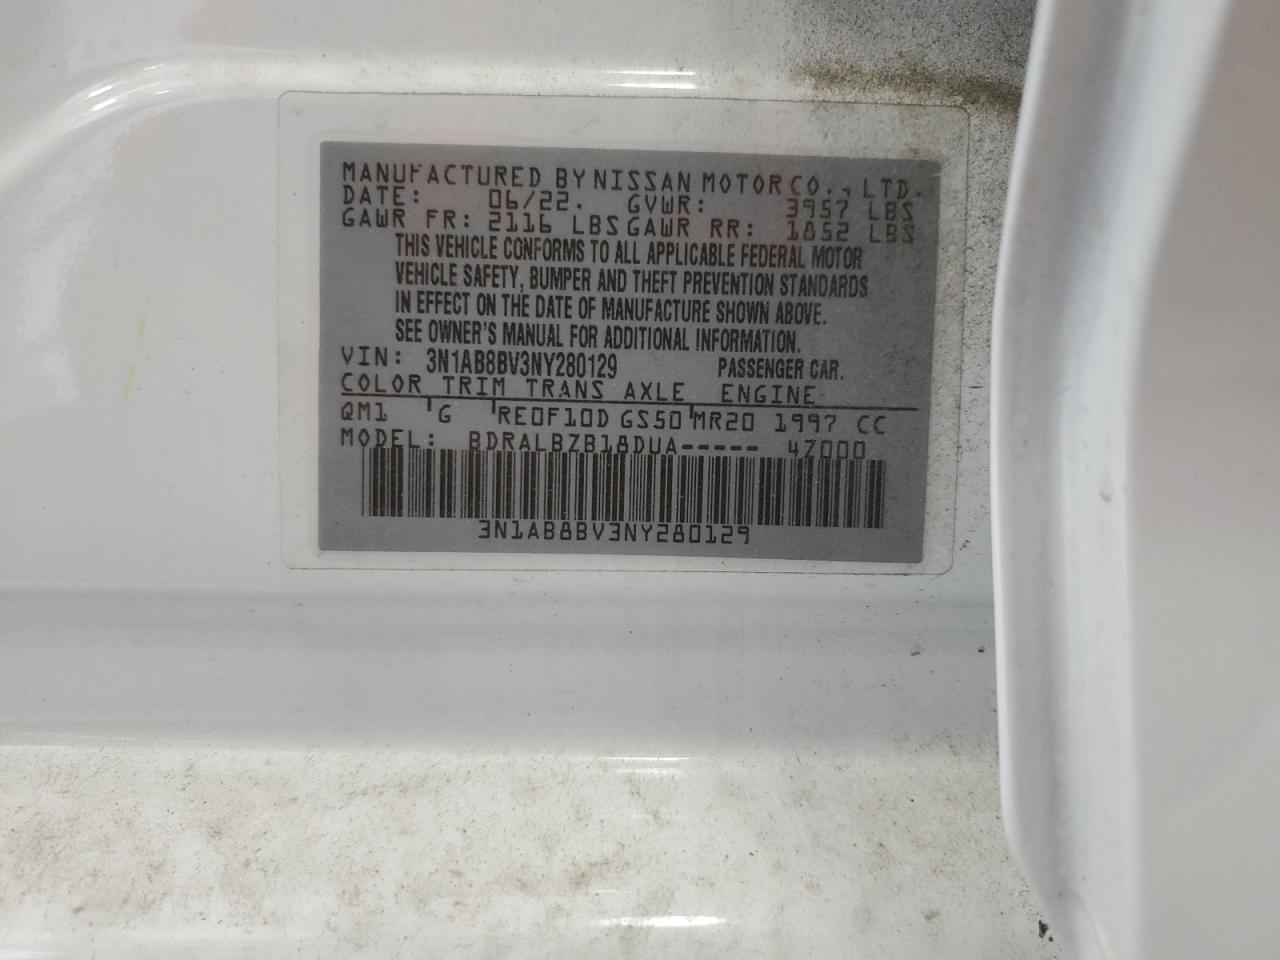 MANUFACTURED BY NISSAN MOTOR CO., LTD.
DATE: 06/22. GVWR: 3957 LBS
GAWR FR: 2116 LBS GAWR RR: 1852 LBS
THIS VEHICLE CONFORMS TO ALL APPLICABLE FEDERAL MOTOR
VEHICLE SAFETY, BUMPER AND THEFT PREVENTION STANDARDS
IN EFFECT ON THE DATE OF MANUFACTURE SHOWN ABOVE.
SEE OWNER'S MANUAL FOR ADDITIONAL INFORMATION.
VIN: 3N1AB8BV3NY280129 PASSENGER CAR.
COLOR TRIM TRANS AXLE ENGINE
QM1 G RE0F10D GS50 MR20 1997 CC
MODEL: BDRALBZB18DUA----- 4Z000
3N1AB8BV3NY280129